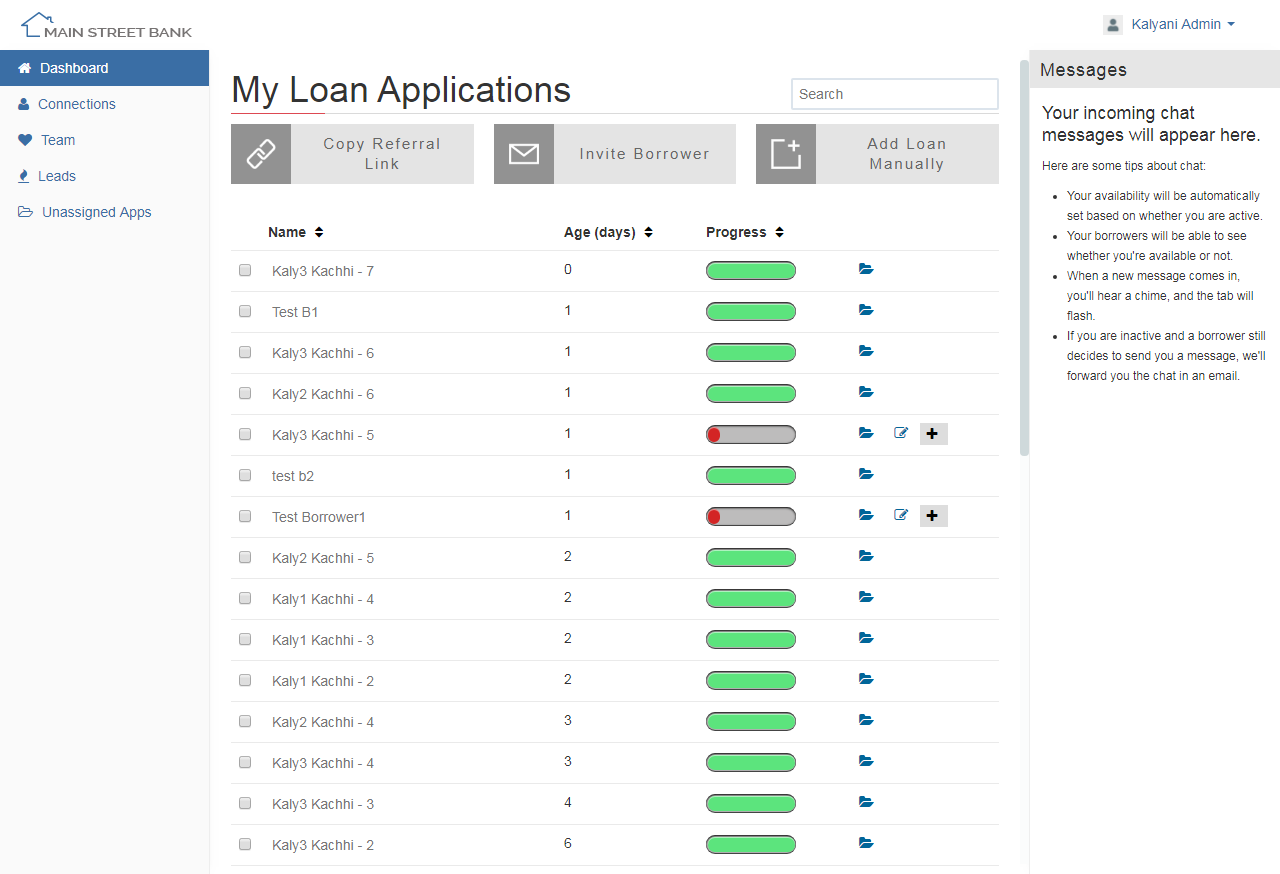 MAIN STREET BANK
Kalyani Admin
Dashboard
Connections
Team
Leads
Unassigned Apps
My Loan Applications
Search
Copy Referral
Link
Invite Borrower
Add Loan
Manually
Name Age (days) Progress
Kaly3 Kachhi - 7 0
Test B1 1
Kaly3 Kachhi - 6 1
Kaly2 Kachhi - 6 1
Kaly3 Kachhi - 5 1
test b2 1
Test Borrower1 1
Kaly2 Kachhi - 5 2
Kaly1 Kachhi - 4 2
Kaly1 Kachhi - 3 2
Kaly1 Kachhi - 2 2
Kaly2 Kachhi - 4 3
Kaly3 Kachhi - 4 3
Kaly3 Kachhi - 3 4
Kaly3 Kachhi - 2 6
Messages
Your incoming chat
messages will appear here.
Here are some tips about chat:
• Your availability will be automatically
set based on whether you are active.
• Your borrowers will be able to see
whether you're available or not.
• When a new message comes in,
you'll hear a chime, and the tab will
flash.
• If you are inactive and a borrower still
decides to send you a message, we'll
forward you the chat in an email.